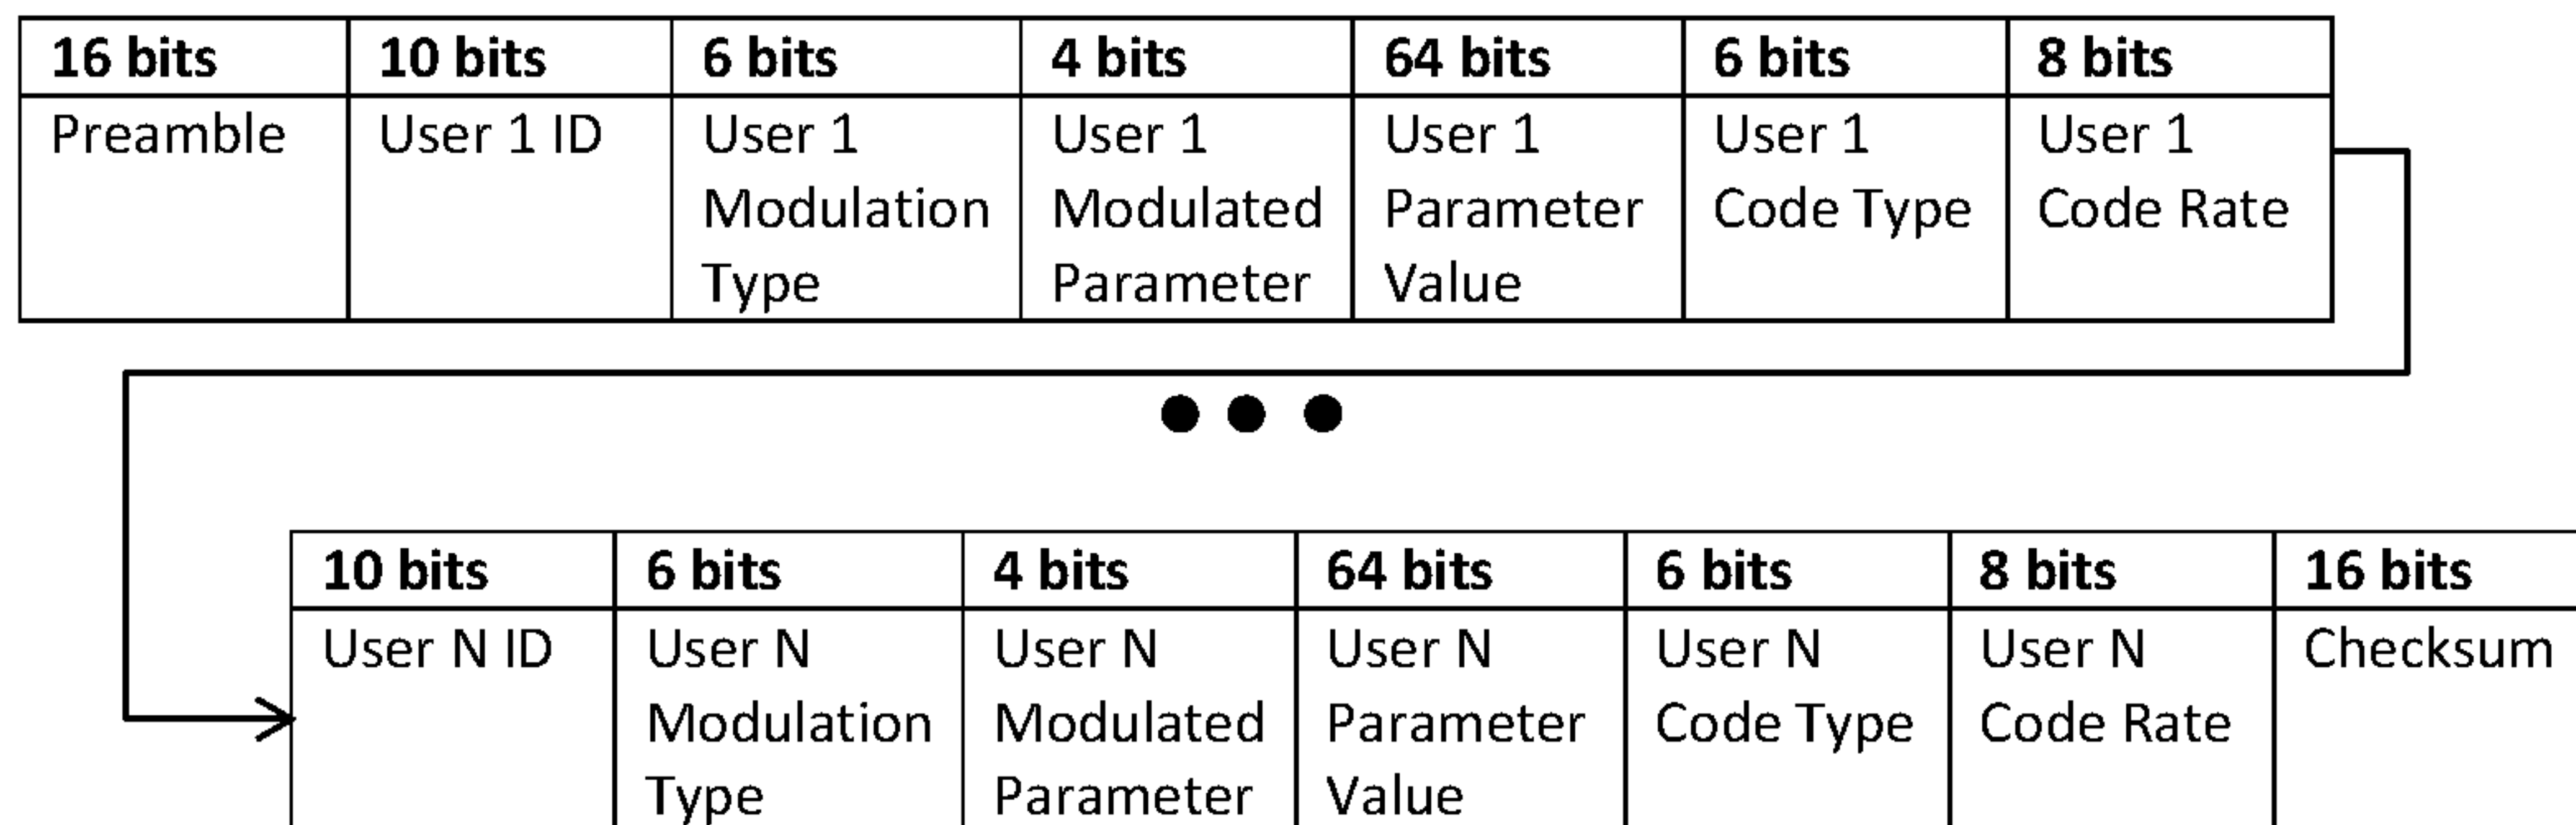 16 bits 10 bits 6 bits 4 bits 64 bits 6 bits 8 bits
Preamble User 1 ID User 1 User 1 User 1 User 1 User 1
Modulation Modulated Parameter Code Type Code Rate
Type Parameter Value
10 bits 6 bits 4 bits 64 bits 6 bits 8 bits 16 bits
User N ID User N User N User N User N User N Checksum
Modulation Modulated Parameter Code Type Code Rate
Type Parameter Value